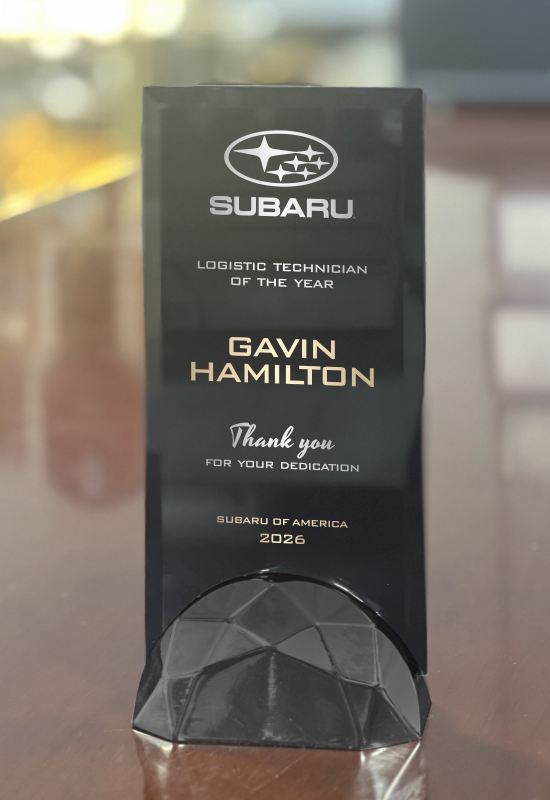 SUBARU
LOGISTIC TECHNICIAN
OF THE YEAR
GAVIN
HAMILTON
Thank you
FOR YOUR DEDICATION
SUBARU OF AMERICA
2026